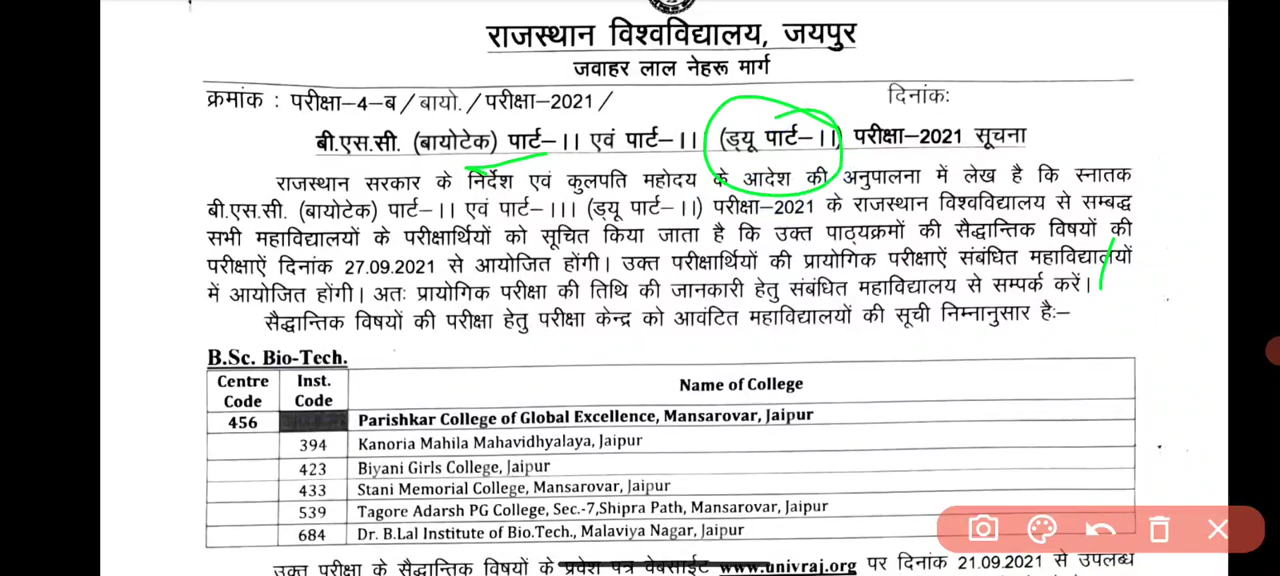 राजस्थान विश्वविद्यालय, जयपुर
जवाहर लाल नेहरू मार्ग
क्रमांक : परीक्षा-4-ब / बायो. / परीक्षा-2021 /
दिनांकः
बी.एस.सी. (बायोटेक) पार्ट-।। एवं पार्ट-।। (ड्यू पार्ट-।।) परीक्षा-2021 सूचना
राजस्थान सरकार के निर्देश एवं कुलपति महोदय के आदेश की अनुपालना में लेख है कि स्नातक
बी.एस.सी. (बायोटेक) पार्ट-।। एवं पार्ट-।।। (ड्यू पार्ट-।।) परीक्षा-2021 के राजस्थान विश्वविद्यालय से सम्बद्ध
सभी महाविद्यालयों के परीक्षार्थियों को सूचित किया जाता है कि उक्त पाठ्यक्रमों की सैद्धान्तिक विषयों की
परीक्षाऐं दिनांक 27.09.2021 से आयोजित होंगी। उक्त परीक्षार्थियों की प्रायोगिक परीक्षाऐं संबंधित महाविद्यालयों
में आयोजित होंगी। अतः प्रायोगिक परीक्षा की तिथि की जानकारी हेतु संबंधित महाविद्यालय से सम्पर्क करें।
सैद्धान्तिक विषयों की परीक्षा हेतु परीक्षा केन्द्र को आवंटित महाविद्यालयों की सूची निम्नानुसार हैः-
B.Sc. Bio-Tech.
Centre Code Inst. Code Name of College
456 Parishkar College of Global Excellence, Mansarovar, Jaipur
394 Kanoria Mahila Mahavidhyalaya, Jaipur
423 Biyani Girls College, Jaipur
433 Stani Memorial College, Mansarovar, Jaipur
539 Tagore Adarsh PG College, Sec.-7,Shipra Path, Mansarovar, Jaipur
684 Dr. B.Lal Institute of Bio.Tech., Malaviya Nagar, Jaipur
उक्त परीक्षा के सैद्धान्तिक विषयों के प्रवेश पत्र वेबसाईट www.univraj.org पर दिनांक 21.09.2021 से उपलब्ध